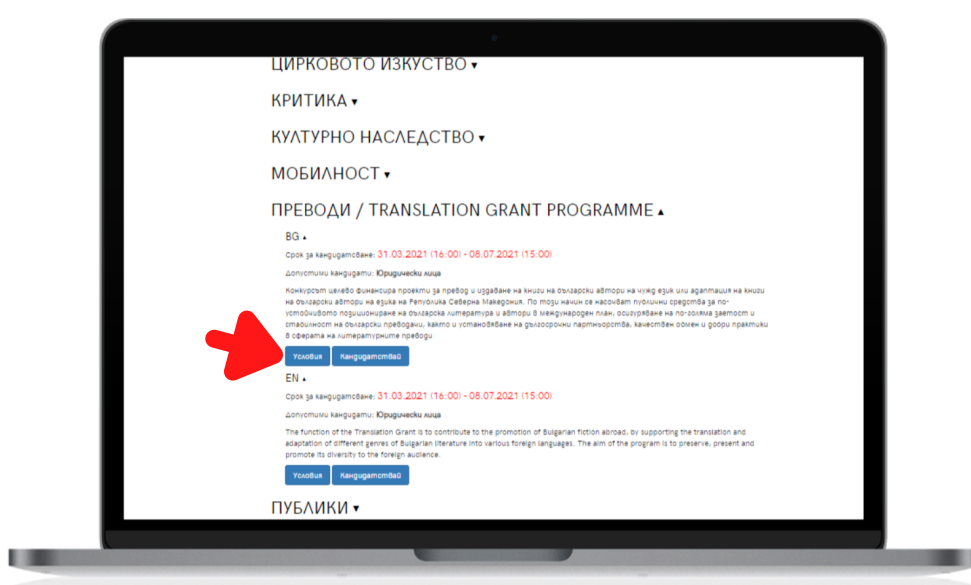 ЦИРКОВОТО ИЗКУСТВО ▾
КРИТИКА ▾
КУЛТУРНО НАСЛЕДСТВО ▾
МОБИЛНОСТ ▾
ПРЕВОДИ / TRANSLATION GRANT PROGRAMME ▴
BG ▴
Срок за кандидатсване: 31.03.2021 (16:00) - 08.07.2021 (15:00)
Допустими кандидати: Юридически лица
Конкурсът целево финансира проекти за превод и издаване на книги на български автори на чужд език или адаптация на книги
на български автори на езика на Република Северна Македония. По този начин се насочват публични средства за по-
устойчивото позициониране на българска литература и автори в международен план, осигуряване на по-голяма заетост и
стабилност на български преводачи, както и установяване на дългосрочни партньорства, качествен обмен и добри практики
в сферата на литературните преводи
Условия Кандидатствай
EN ▴
Срок за кандидатсване: 31.03.2021 (16:00) - 08.07.2021 (15:00)
Допустими кандидати: Юридически лица
The function of the Translation Grant is to contribute to the promotion of Bulgarian fiction abroad, by supporting the translation and
adaptation of different genres of Bulgarian literature into various foreign languages. The aim of the program is to preserve, present and
promote its diversity to the foreign audience.
Условия Кандидатствай
ПУБЛИКИ ▾